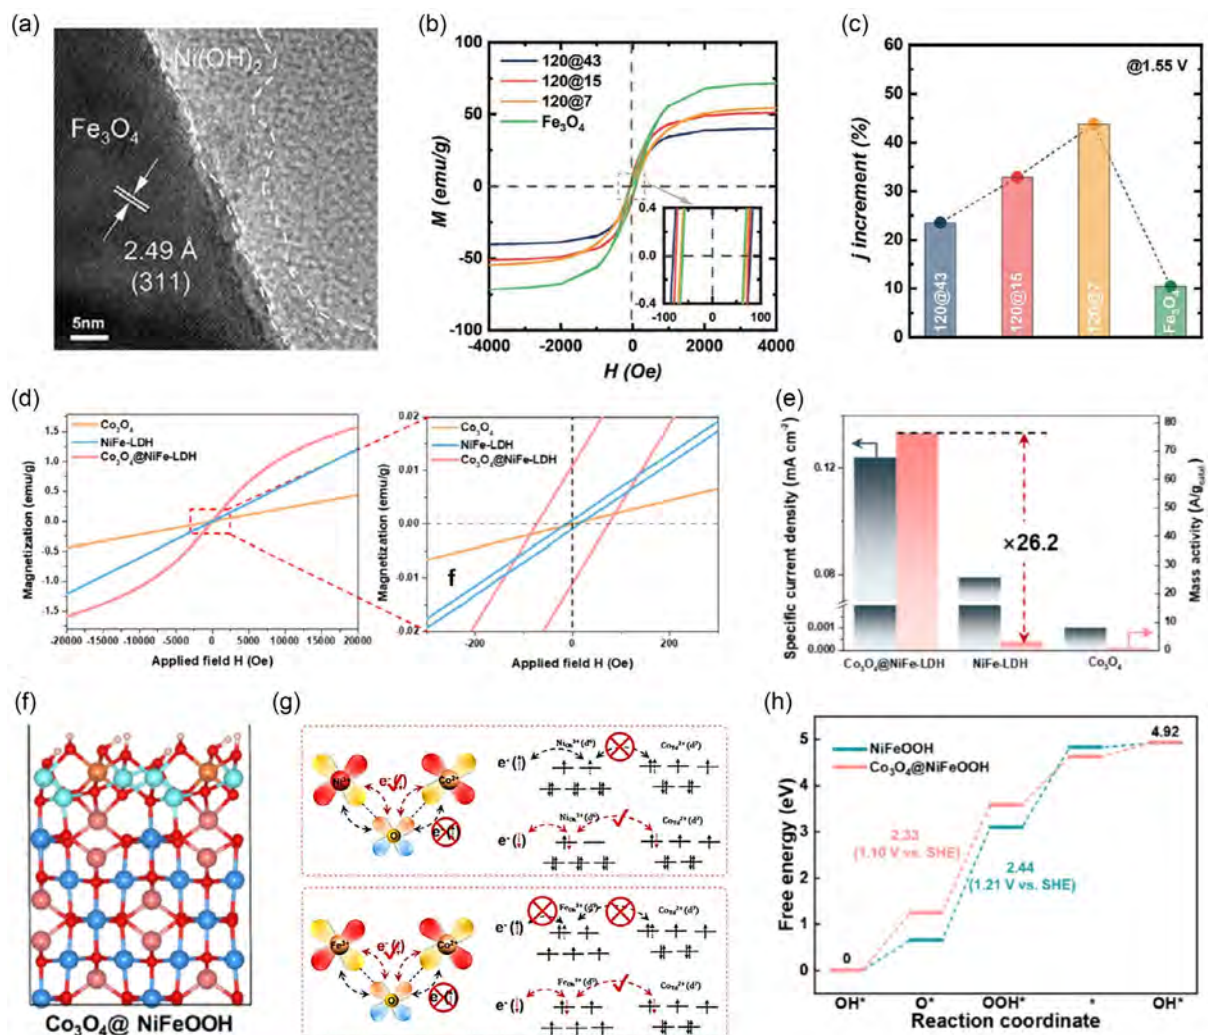 (a)
Ni(OH)2
Fe3O4
2.49 Å
(311)
5nm
(b)
100
50
0
-50
-100
M (emu/g)
120@43
120@15
120@7
Fe3O4
0.4
0.0
-0.4
-100 0 100
-4000 -2000 0 2000 4000
H (Oe)
(c)
60
50
40
30
20
10
0
j increment (%)
@1.55 V
120@43
120@15
120@7
Fe3O4
(d)
1.5
1.0
0.5
0.0
-0.5
-1.0
-1.5
Magnetization (emu/g)
Co3O4
NiFe-LDH
Co3O4@NiFe-LDH
-20000 -15000 -10000 -5000 0 5000 10000 15000 20000
Applied field H (Oe)
0.02
0.01
0.00
-0.01
-0.02
Magnetization (emu/g)
Co3O4
NiFe-LDH
Co3O4@NiFe-LDH
f
-200 0 200
Applied field H (Oe)
(e)
0.12
0.08
0.001
0.000
Specific current density (mA cm-2)
×26.2
80
70
60
50
40
30
20
10
0
Mass activity (A/gmetal)
Co3O4@NiFe-LDH NiFe-LDH Co3O4
(f)
Co3O4@ NiFeOOH
(g)
Ni3+
Co2+
O
e-
e-(↑)
e-(↑)
Co
(d7)
e-(↓)
Fe3+
Co2+
O
e-
e-(↑)
e-(↑)
e-(↓)
(h)
5
4
3
2
1
0
Free energy (eV)
NiFeOOH
Co3O4@NiFeOOH
4.92
2.33
(1.10 V vs. SHE)
2.44
(1.21 V vs. SHE)
0
OH* O* OOH* * OH*
Reaction coordinate